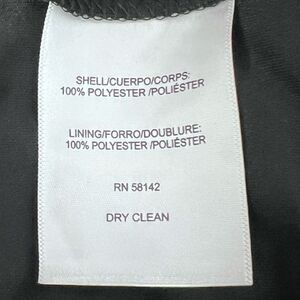 SHELL/CUERPO/CORPS:
100% POLYESTER /POLIÉSTER
LINING/FORRO/DOUBLURE:
100% POLYESTER /POLIÉSTER
RN 58142
DRY CLEAN